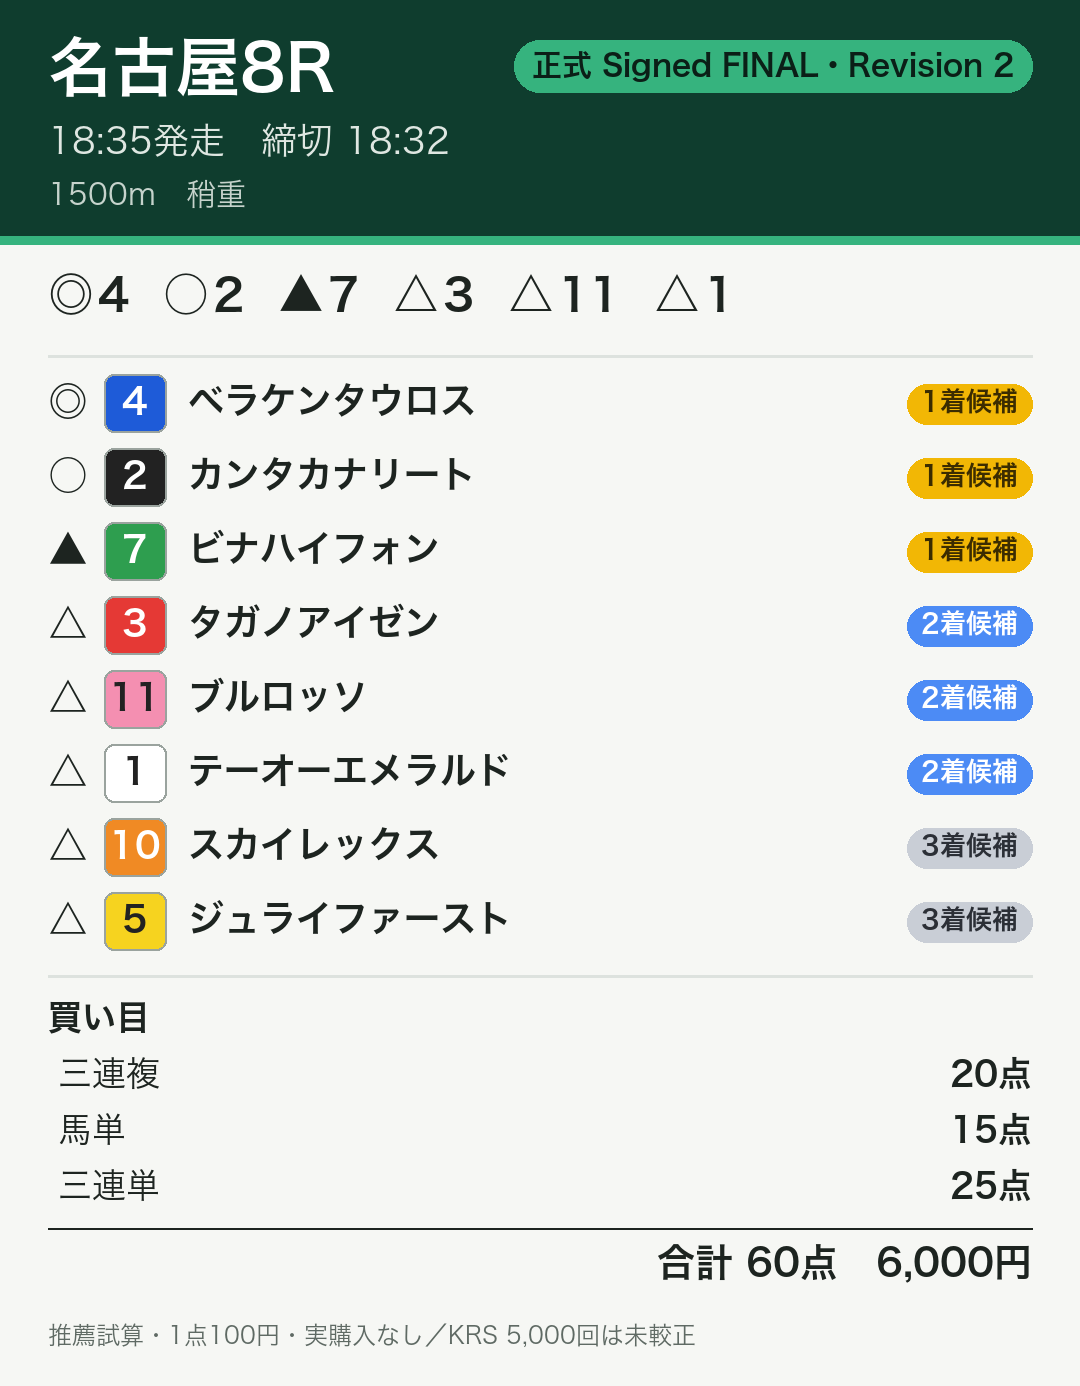 名古屋8R
正式 Signed FINAL・Revision 2
18:35発走 締切 18:32
1500m 稍重
◎4 ○2 ▲7 △3 △11 △1
◎ 4 ベラケンタウロス 1着候補
○ 2 カンタカナリート 1着候補
▲ 7 ビナハイフォン 1着候補
△ 3 タガノアイゼン 2着候補
△ 11 ブルロッソ 2着候補
△ 1 テーオーエメラルド 2着候補
△ 10 スカイレックス 3着候補
△ 5 ジュライファースト 3着候補
買い目
三連複 20点
馬単 15点
三連単 25点
合計 60点 6,000円
推薦試算・1点100円・実購入なし／KRS 5,000回は未較正